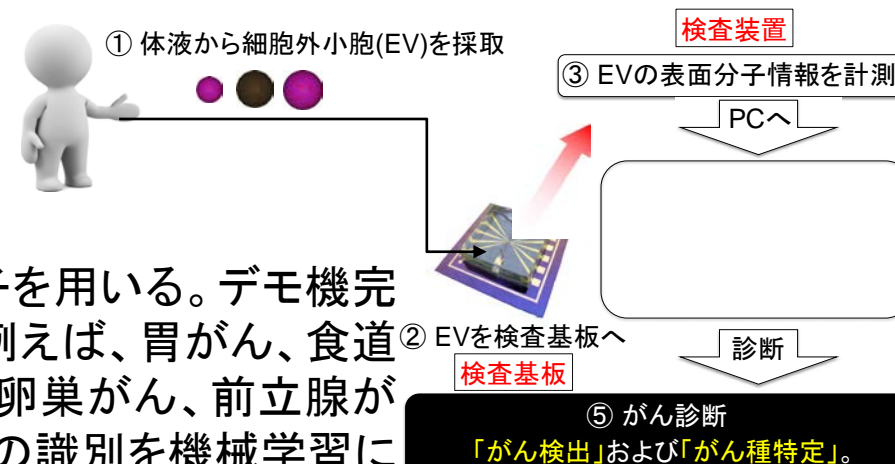 ① 体液から細胞外小胞(EV)を採取
検査装置
③ EVの表面分子情報を計測
PCへ
子を用いる。デモ機完
例えば、胃がん、食道
卵巣がん、前立腺が
の識別を機械学習に
② EVを検査基板へ
検査基板
診断
⑤ がん診断
「がん検出」および「がん種特定」。